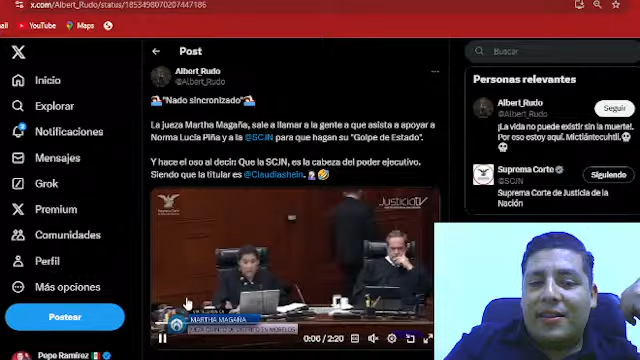 x.com/Albert_Rudo/status/1853498070207447186
YouTube
Maps
Inicio
Explorar
Notificaciones
Mensajes
Grok
Premium
Comunidades
Perfil
Más opciones
Postear
Pepe Ramírez
Post
Albert_Rudo
@Albert_Rudo
"Nado sincronizado"
La jueza Martha Magaña, sale a llamar a la gente a que asista a apoyar a
Norma Lucía Piña y a la @SCJN para que hagan su "Golpe de Estado".
Y hace el oso al decir: Que la SCJN, es la cabeza del poder ejecutivo.
Siendo que la titular es @Claudiashein.
JusticiaTV
MARTHA MAGAÑA
0:06 / 2:20
Buscar
Personas relevantes
Albert_Rudo
@Albert_Rudo
Seguir
¡La vida no puede existir sin la muerte!.
Por eso estoy aquí. Mictlántecuhtli.
Suprema Corte
@SCJN
Siguiendo
Suprema Corte de Justicia de la
Nación